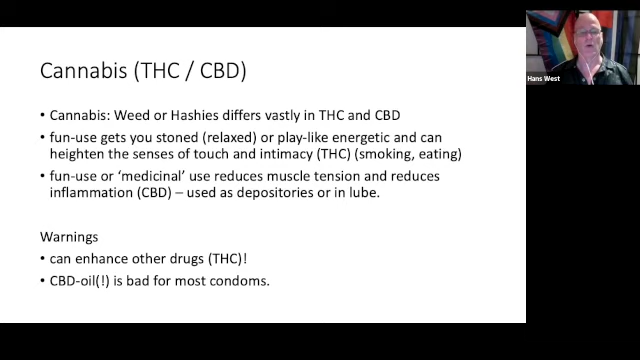 Cannabis (THC / CBD)
• Cannabis: Weed or Hashies differs vastly in THC and CBD
• fun-use gets you stoned (relaxed) or play-like energetic and can
heighten the senses of touch and intimacy (THC) (smoking, eating)
• fun-use or ‘medicinal’ use reduces muscle tension and reduces
inflammation (CBD) – used as depositories or in lube.
Warnings
• can enhance other drugs (THC)!
• CBD-oil(!) is bad for most condoms.
Hans West